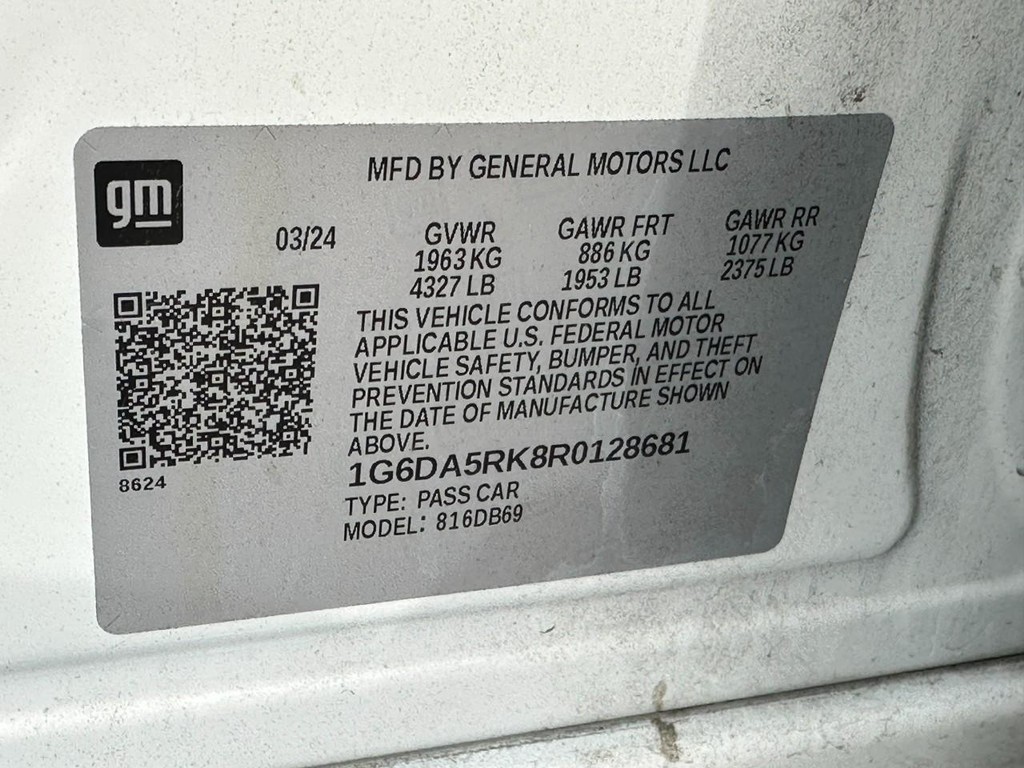 gm
MFD BY GENERAL MOTORS LLC
03/24 GVWR GAWR FRT GAWR RR
1963 KG 886 KG 1077 KG
4327 LB 1953 LB 2375 LB
THIS VEHICLE CONFORMS TO ALL
APPLICABLE U.S. FEDERAL MOTOR
VEHICLE SAFETY, BUMPER, AND THEFT
PREVENTION STANDARDS IN EFFECT ON
THE DATE OF MANUFACTURE SHOWN
ABOVE.
1G6DA5RK8R0128681
8624
TYPE: PASS CAR
MODEL: 816DB69